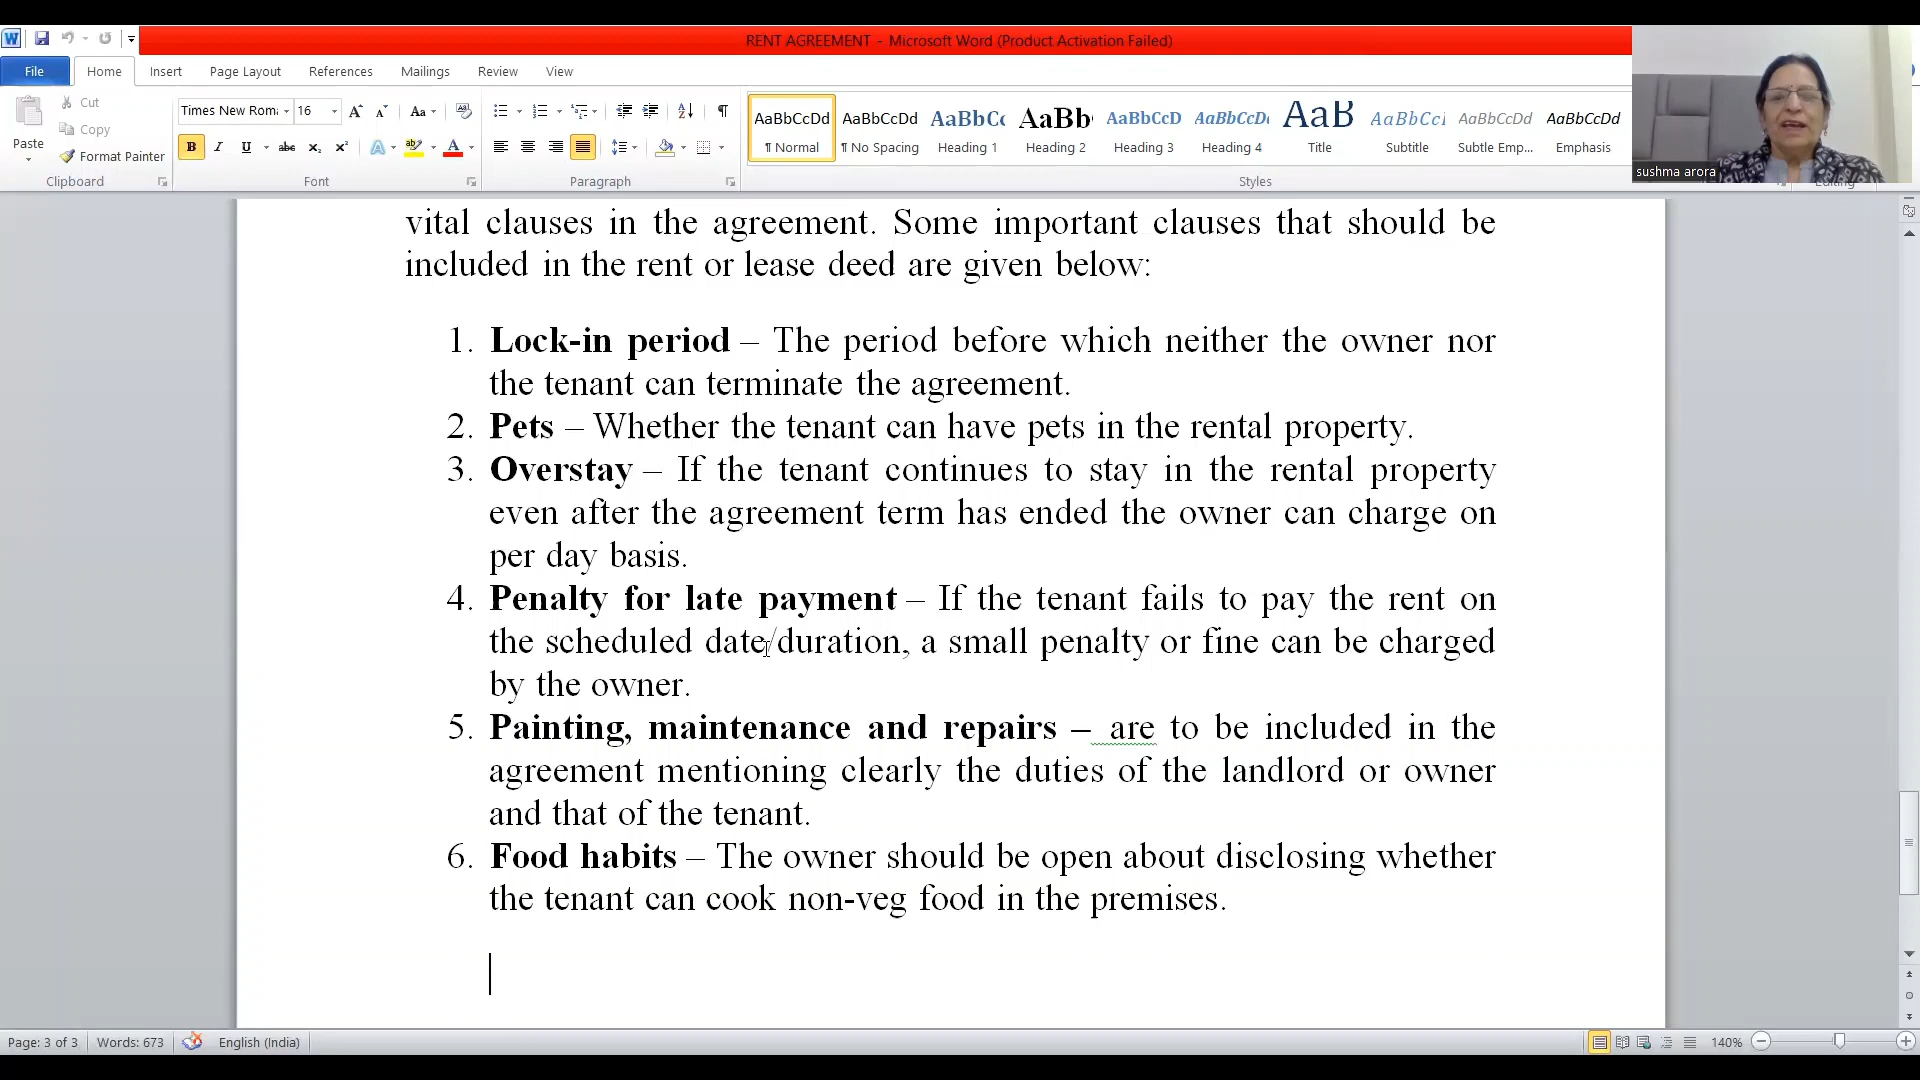 RENT AGREEMENT - Microsoft Word (Product Activation Failed)
File Home Insert Page Layout References Mailings Review View
Paste
Cut
Copy
Format Painter
Clipboard
Times New Rom 16
Font
Paragraph
AaBbCcDd AaBbCcDd AaBbCc AaBb AaBbCcD AaBbCcD AaB AaBbCcI AaBbCcDd AaBbCcDd
¶ Normal ¶ No Spacing Heading 1 Heading 2 Heading 3 Heading 4 Title Subtitle Subtle Emp... Emphasis
Styles
sushma arora
vital clauses in the agreement. Some important clauses that should be
included in the rent or lease deed are given below:
1. Lock-in period – The period before which neither the owner nor
the tenant can terminate the agreement.
2. Pets – Whether the tenant can have pets in the rental property.
3. Overstay – If the tenant continues to stay in the rental property
even after the agreement term has ended the owner can charge on
per day basis.
4. Penalty for late payment – If the tenant fails to pay the rent on
the scheduled date/duration, a small penalty or fine can be charged
by the owner.
5. Painting, maintenance and repairs – are to be included in the
agreement mentioning clearly the duties of the landlord or owner
and that of the tenant.
6. Food habits – The owner should be open about disclosing whether
the tenant can cook non-veg food in the premises.
Page: 3 of 3 Words: 673 English (India) 140%